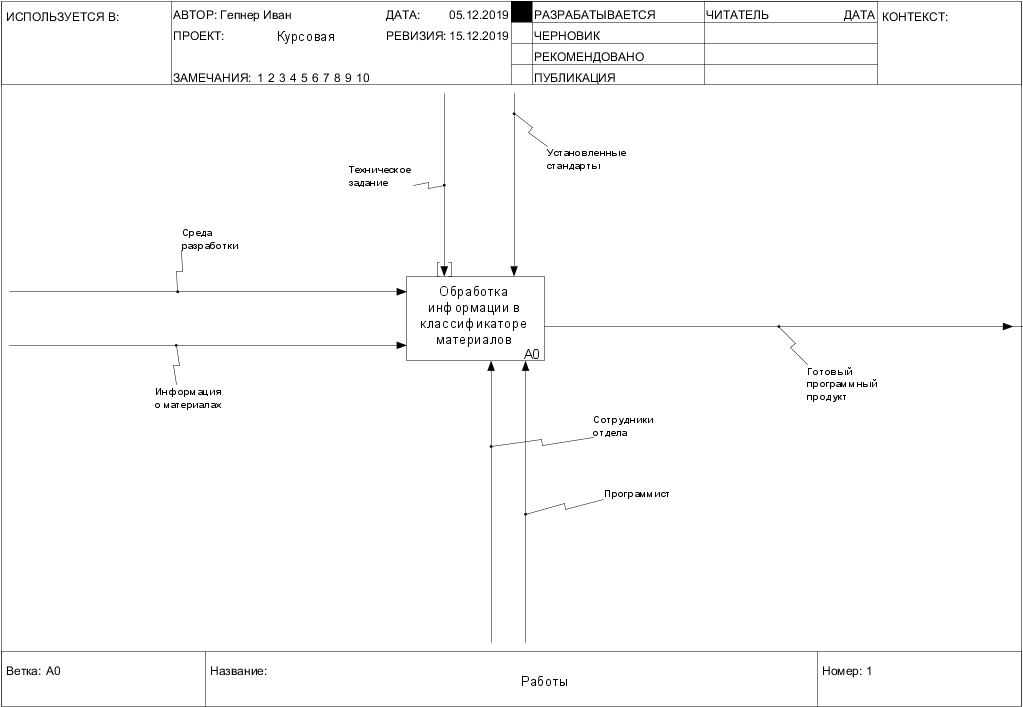 ИСПОЛЬЗУЕТСЯ В:
АВТОР: Гепнер Иван
ДАТА: 05.12.2019
РАЗРАБАТЫВАЕТСЯ
ЧИТАТЕЛЬ
ДАТА
КОНТЕКСТ:
ПРОЕКТ: Курсовая
РЕВИЗИЯ: 15.12.2019
ЧЕРНОВИК
РЕКОМЕНДОВАНО
ЗАМЕЧАНИЯ: 1 2 3 4 5 6 7 8 9 10
ПУБЛИКАЦИЯ
Установленные
стандарты
Техническое
задание
Среда
разработки
Обработка
информации в
классификаторе
материалов
A0
Информация
о материалах
Готовый
программный
продукт
Сотрудники
отдела
Программист
Ветка: A0
Название:
Работы
Номер: 1